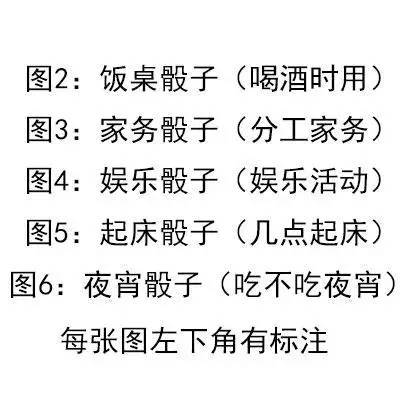 图2：饭桌骰子（喝酒时用）
图3：家务骰子（分工家务）
图4：娱乐骰子（娱乐活动）
图5：起床骰子（几点起床）
图6：夜宵骰子（吃不吃夜宵）
每张图左下角有标注